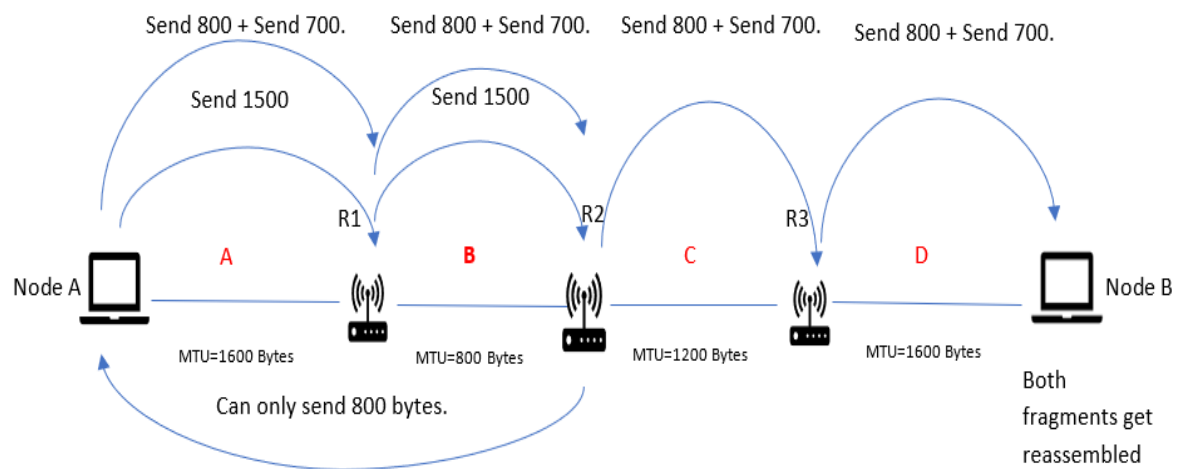 Send 800 + Send 700.
Send 800 + Send 700.
Send 800 + Send 700.
Send 800 + Send 700.
Send 1500
Send 1500
R1
R2
R3
A
B
C
D
Node A
Node B
MTU=1600 Bytes
MTU=800 Bytes
MTU=1200 Bytes
MTU=1600 Bytes
Can only send 800 bytes.
Both
fragments get
reassembled